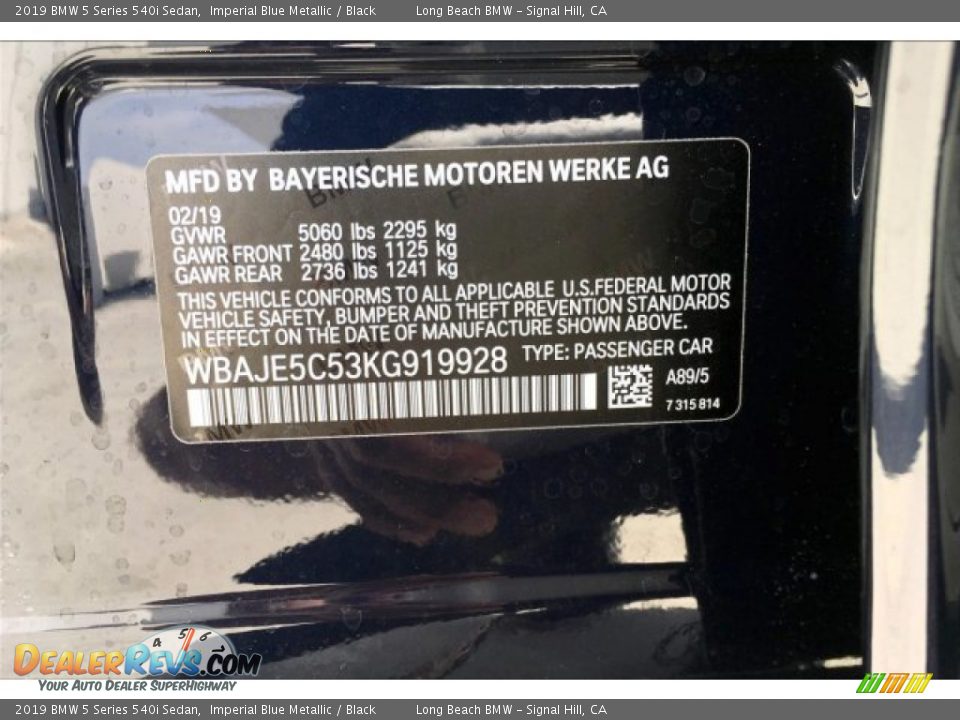 2019 BMW 5 Series 540i Sedan,  Imperial Blue Metallic / Black    Long Beach BMW - Signal Hill, CA
MFD BY BAYERISCHE MOTOREN WERKE AG
02/19
GVWR 5060 lbs 2295 kg
GAWR FRONT 2480 lbs 1125 kg
GAWR REAR 2736 lbs 1241 kg
THIS VEHICLE CONFORMS TO ALL APPLICABLE U.S.FEDERAL MOTOR
VEHICLE SAFETY, BUMPER AND THEFT PREVENTION STANDARDS
IN EFFECT ON THE DATE OF MANUFACTURE SHOWN ABOVE.
WBAJE5C53KG919928 TYPE: PASSENGER CAR
A89/5
7 315 814
4 5 6
DealerRevs.com
Your Auto Dealer SuperHighway
2019 BMW 5 Series 540i Sedan,  Imperial Blue Metallic / Black    Long Beach BMW - Signal Hill, CA